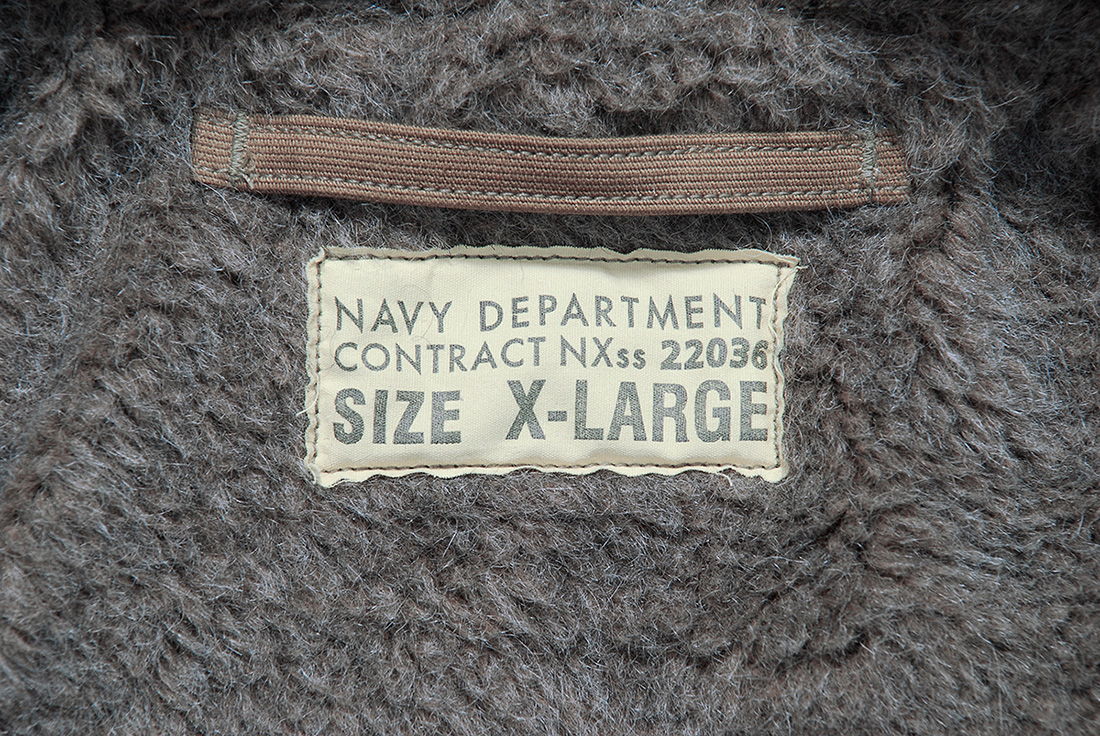 NAVY DEPARTMENT
CONTRACT NXss 22036
SIZE X-LARGE